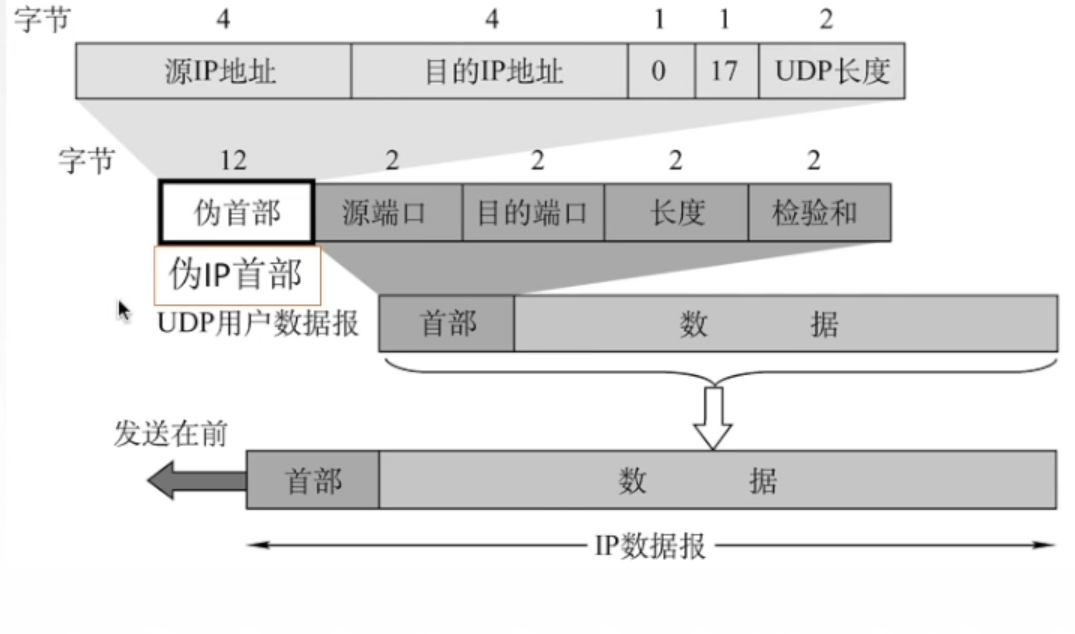 字节 4 4 1 1 2
源IP地址 目的IP地址 0 17 UDP长度
字节 12 2 2 2 2
伪首部 源端口 目的端口 长度 检验和
伪IP首部
UDP用户数据报 首部 数 据
发送在前
首部 数 据
IP数据报